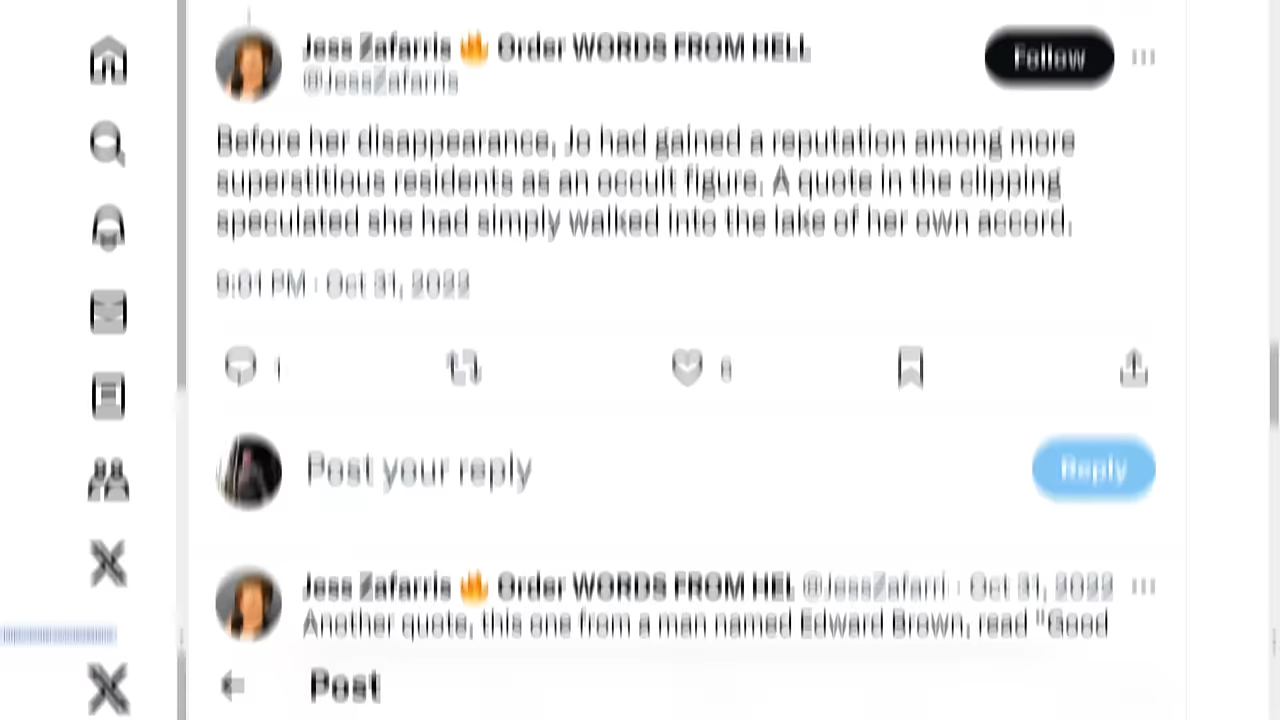 Jess Zafarris 🔥 Order WORDS FROM HELL
Follow
@JessZafarris
Before her disappearance, Jo had gained a reputation among more
superstitious residents as an occult figure. A quote in the clipping
speculated she had simply walked into the lake of her own accord.
9:01 PM · Oct 31, 2022
Post your reply
Reply
Jess Zafarris 🔥 Order WORDS FROM HEL @JessZafarri · Oct 31, 2022
Another quote, this one from a man named Edward Brown, read "Good
Post